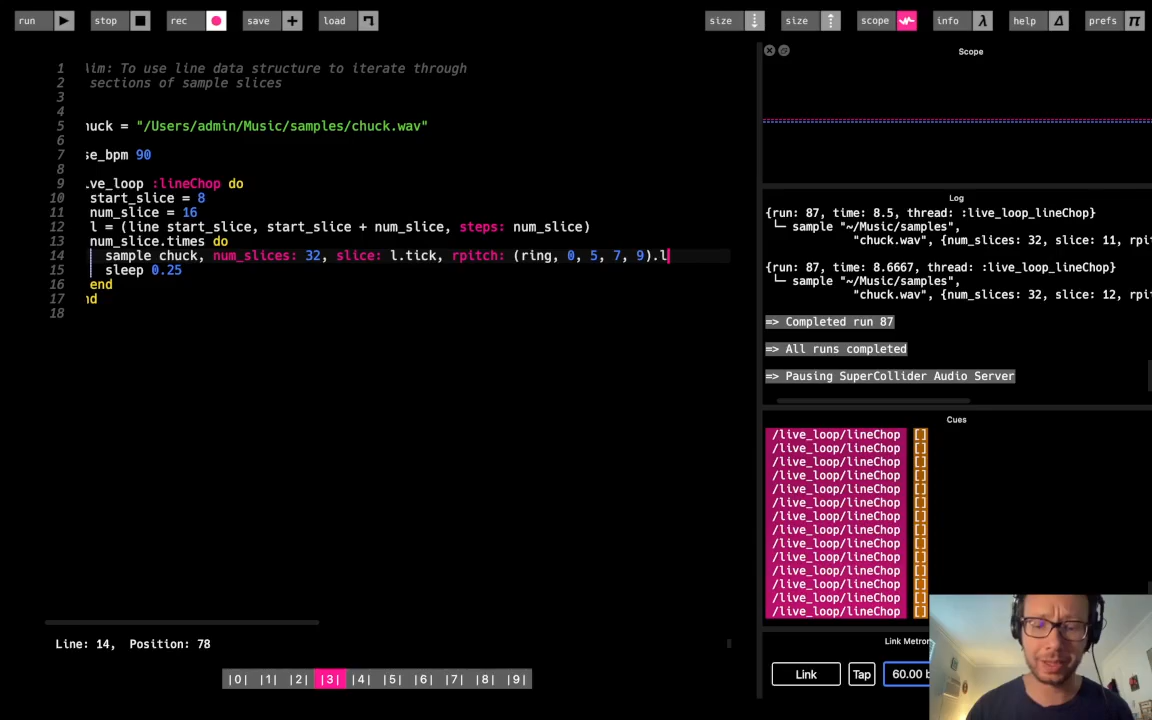 run
stop
rec
save
load
size
size
scope
info
help
prefs
1 Aim: To use line data structure to iterate through
2 sections of sample slices
3
4
5 huck = "/Users/admin/Music/samples/chuck.wav"
6
7 se_bpm 90
8
9 ve_loop :lineChop do
10 start_slice = 8
11 num_slice = 16
12 l = (line start_slice, start_slice + num_slice, steps: num_slice)
13 num_slice.times do
14 sample chuck, num_slices: 32, slice: l.tick, rpitch: (ring, 0, 5, 7, 9).l
15 sleep 0.25
16 end
17 nd
18
Line: 14, Position: 78
|0| |1| |2| |3| |4| |5| |6| |7| |8| |9|
Scope
Log
{run: 87, time: 8.5, thread: :live_loop_lineChop}
└─ sample "~/Music/samples",
"chuck.wav", {num_slices: 32, slice: 11, rpit
{run: 87, time: 8.6667, thread: :live_loop_lineChop}
└─ sample "~/Music/samples",
"chuck.wav", {num_slices: 32, slice: 12, rpit
=> Completed run 87
=> All runs completed
=> Pausing SuperCollider Audio Server
Cues
/live_loop/lineChop []
/live_loop/lineChop []
/live_loop/lineChop []
/live_loop/lineChop []
/live_loop/lineChop []
/live_loop/lineChop []
/live_loop/lineChop []
/live_loop/lineChop []
/live_loop/lineChop []
/live_loop/lineChop []
/live_loop/lineChop []
/live_loop/lineChop []
/live_loop/lineChop []
/live_loop/lineChop []
Link Metron
Link
Tap
60.00 b